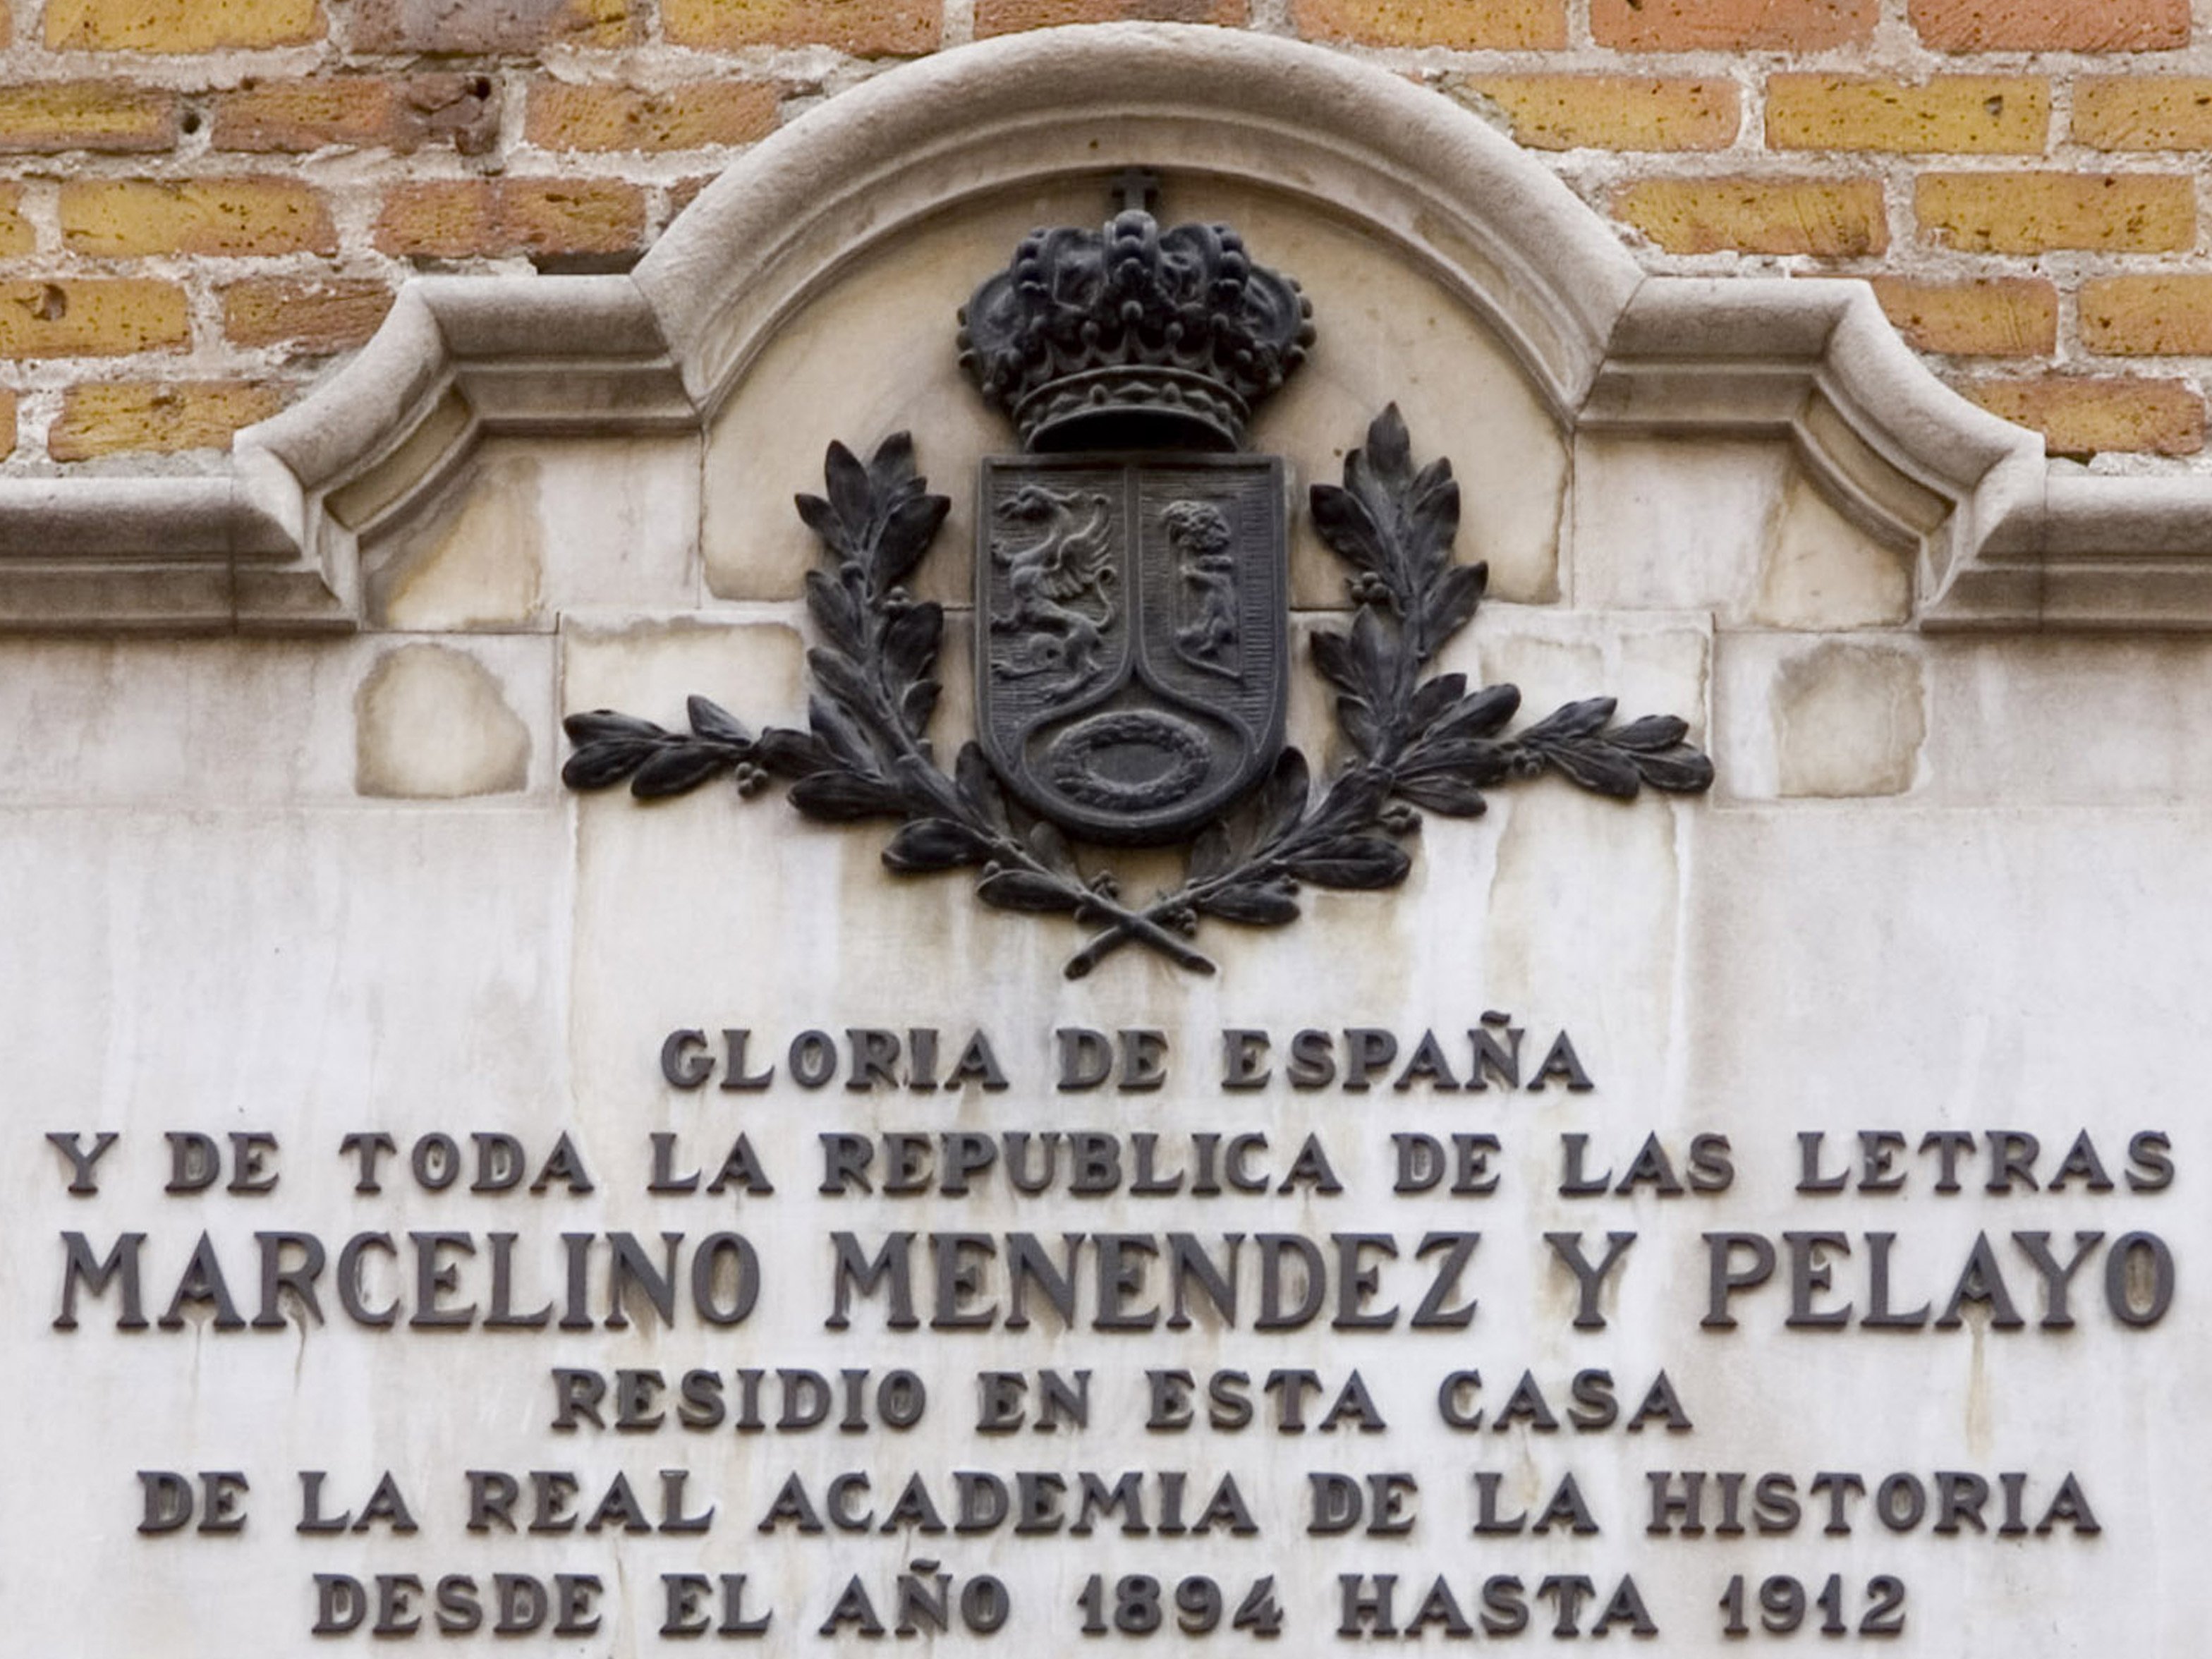 GLORIA DE ESPAÑA
Y DE TODA LA REPUBLICA DE LAS LETRAS
MARCELINO MENENDEZ Y PELAYO
RESIDIO EN ESTA CASA
DE LA REAL ACADEMIA DE LA HISTORIA
DESDE EL AÑO 1894 HASTA 1912